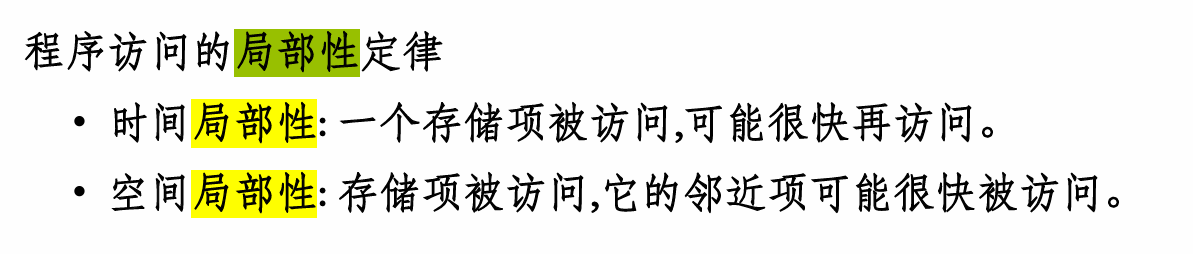 程序访问的局部性定律
• 时间局部性: 一个存储项被访问,可能很快再访问。
• 空间局部性: 存储项被访问,它的邻近项可能很快被访问。